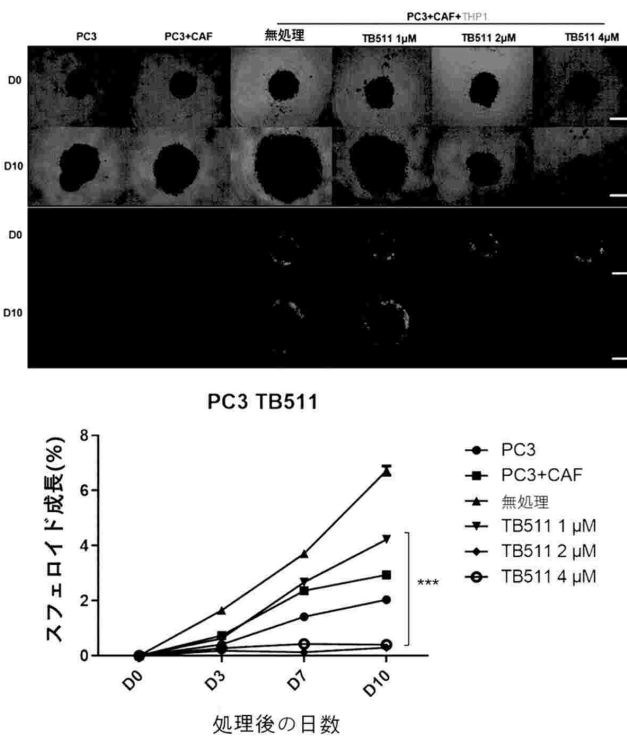 PC3+CAF+THP1
PC3 PC3+CAF 無処理 TB511 1μM TB511 2μM TB511 4μM
D0
D10
D0
D10
PC3 TB511
スフェロイド成長(%)
8
6
4
2
0
D0 D3 D7 D10
処理後の日数
***
PC3
PC3+CAF
無処理
TB511 1 μM
TB511 2 μM
TB511 4 μM